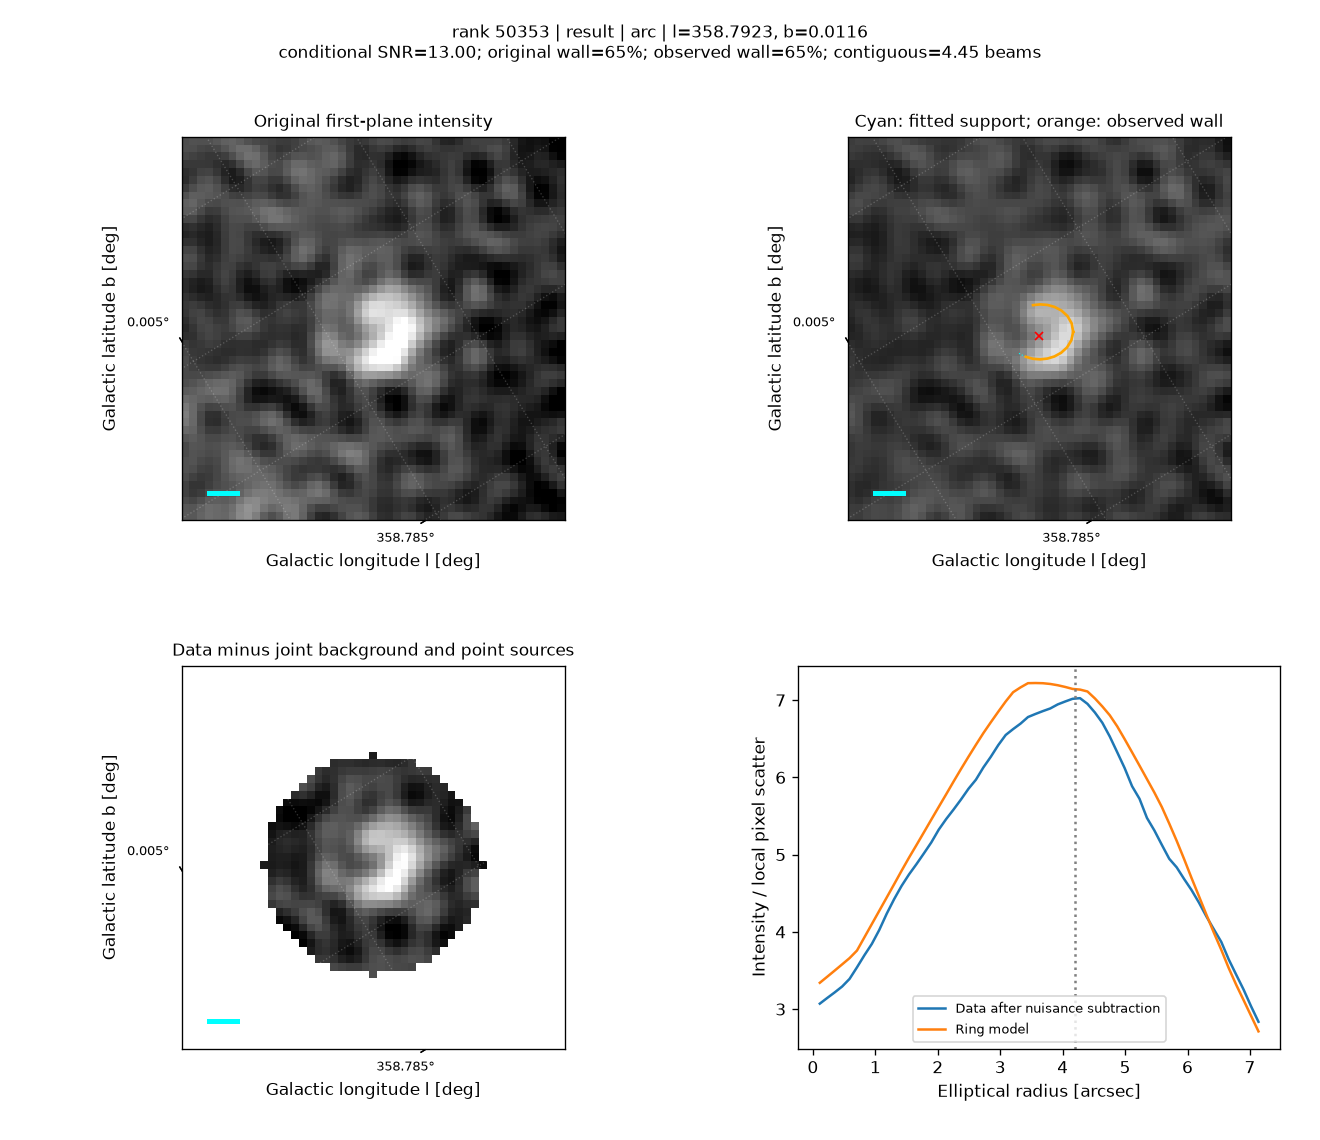 rank 50353 | result | arc | l=358.7923, b=0.0116
conditional SNR=13.00; original wall=65%; observed wall=65%; contiguous=4.45 beams
Original first-plane intensity
Galactic latitude b [deg]
0.005°
358.785°
Galactic longitude l [deg]
Cyan: fitted support; orange: observed wall
Galactic latitude b [deg]
0.005°
358.785°
Galactic longitude l [deg]
Data minus joint background and point sources
Galactic latitude b [deg]
0.005°
358.785°
Galactic longitude l [deg]
Intensity / local pixel scatter
7
6
5
4
3
Data after nuisance subtraction
Ring model
0 1 2 3 4 5 6 7
Elliptical radius [arcsec]